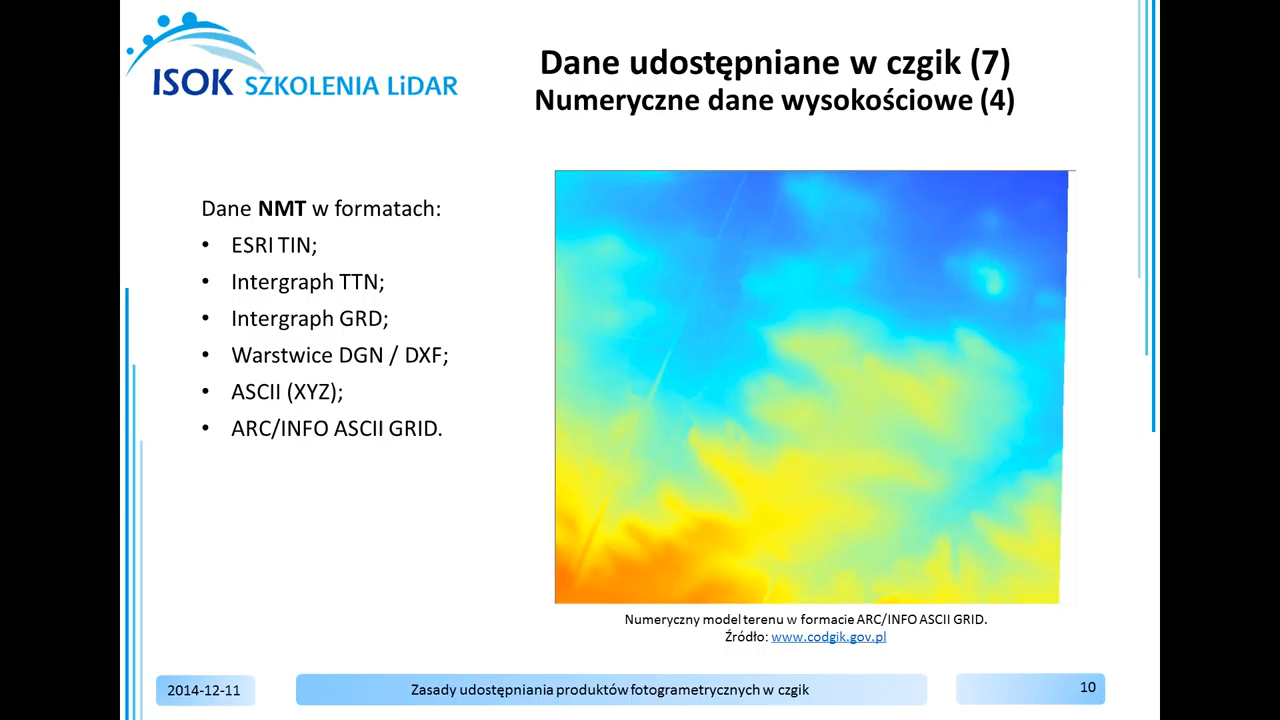 ISOK SZKOLENIA LiDAR
Dane udostępniane w czgik (7)
Numeryczne dane wysokościowe (4)
Dane NMT w formatach:
• ESRI TIN;
• Intergraph TTN;
• Intergraph GRD;
• Warstwice DGN / DXF;
• ASCII (XYZ);
• ARC/INFO ASCII GRID.
Numeryczny model terenu w formacie ARC/INFO ASCII GRID.
Źródło: www.codgik.gov.pl
2014-12-11
Zasady udostępniania produktów fotogrametrycznych w czgik
10